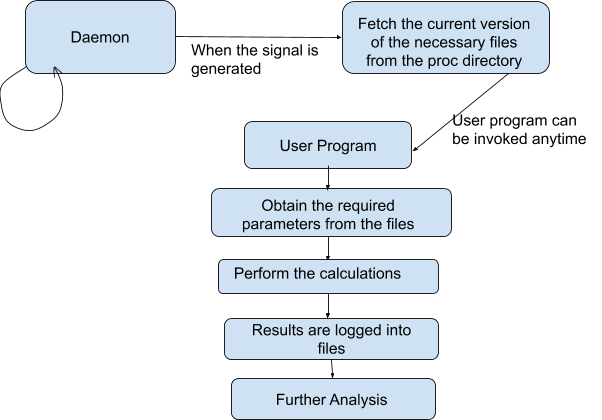 Daemon
When the signal is
generated
Fetch the current version
of the necessary files
from the proc directory
User program can
be invoked anytime
User Program
Obtain the required
parameters from the files
Perform the calculations
Results are logged into
files
Further Analysis